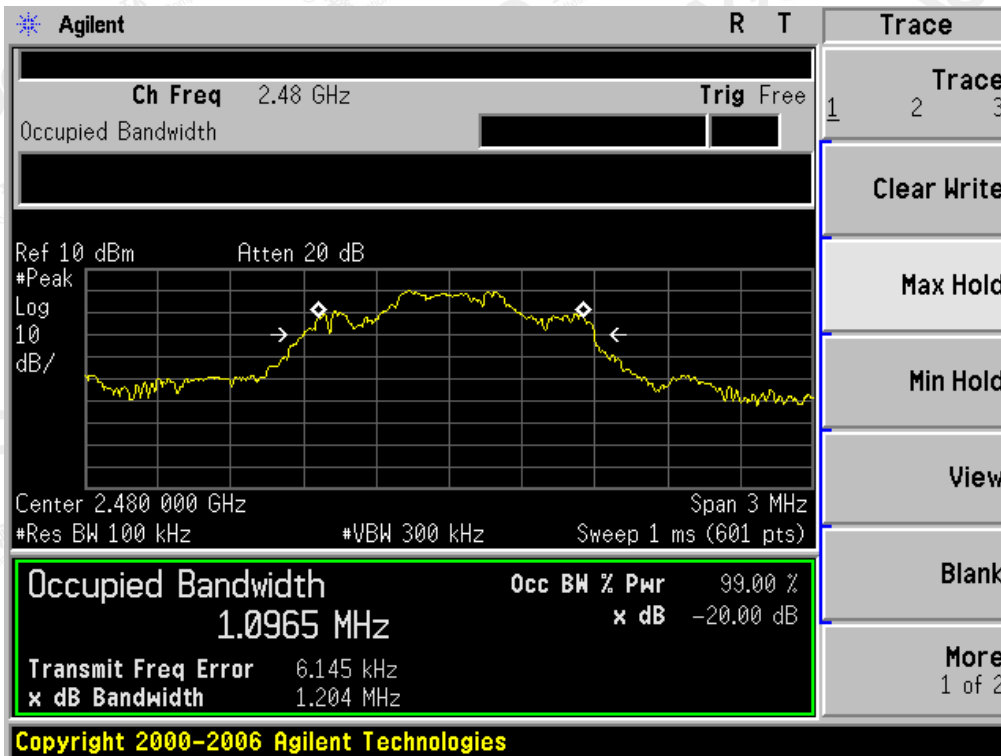 Agilent R T Trace
Ch Freq 2.48 GHz Trig Free
Occupied Bandwidth
Trace
1 2 3
Clear Write
Max Hold
Min Hold
View
Blank
More
1 of 2
Ref 10 dBm Atten 20 dB
#Peak
Log
10
dB/
Center 2.480 000 GHz Span 3 MHz
#Res BW 100 kHz #VBW 300 kHz Sweep 1 ms (601 pts)
Occupied Bandwidth Occ BW % Pwr 99.00 %
1.0965 MHz x dB -20.00 dB
Transmit Freq Error 6.145 kHz
x dB Bandwidth 1.204 MHz
Copyright 2000-2006 Agilent Technologies